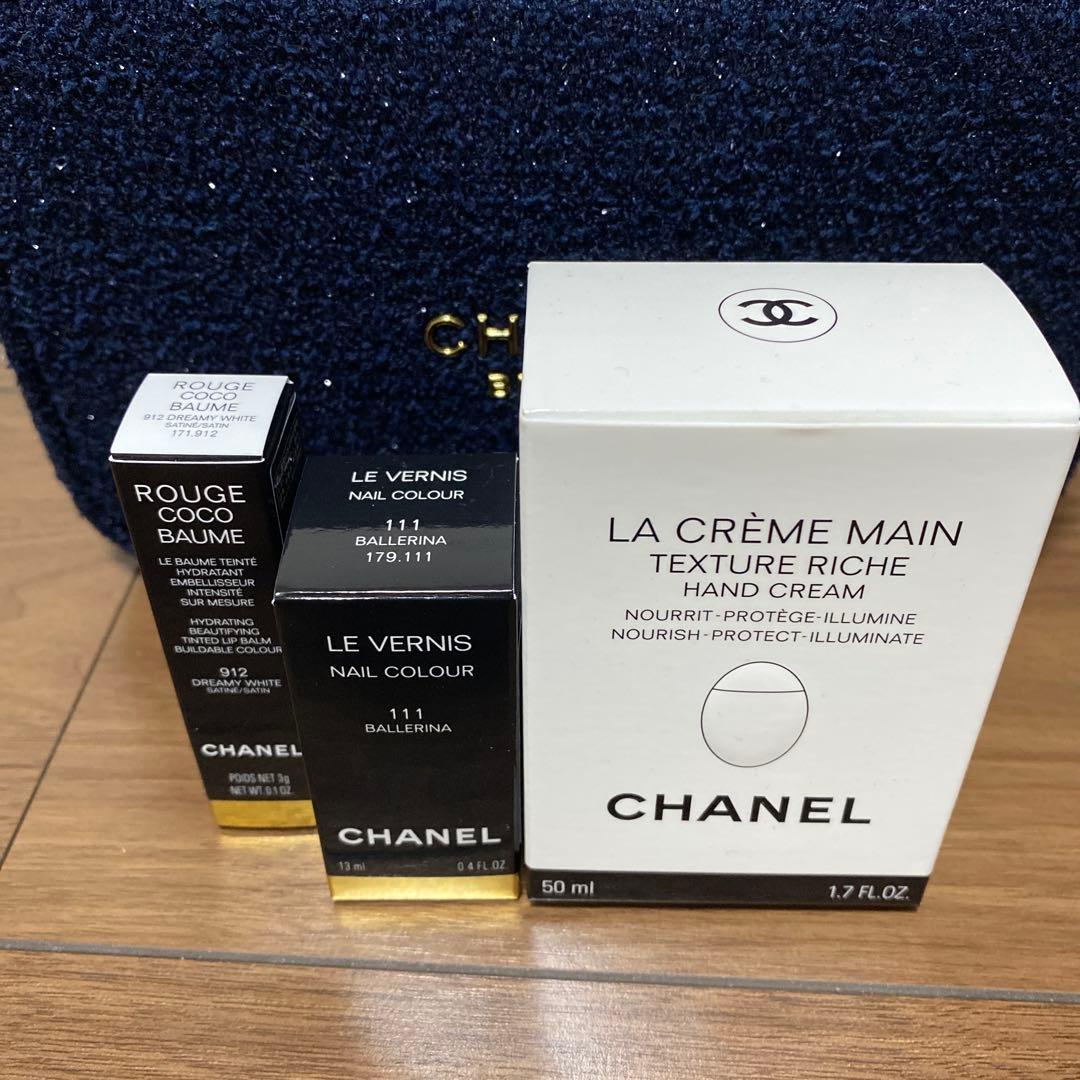 CH
ROUGE
COCO
BAUME
912 DREAMY WHITE
SATINÉ/SATIN
171.912
ROUGE
COCO
BAUME
LE BAUME TEINTÉ
HYDRATANT
EMBELLISSEUR
INTENSITÉ
SUR MESURE
HYDRATING
BEAUTIFYING
TINTED LIP BALM
BUILDABLE COLOUR
912
DREAMY WHITE
SATINÉ/SATIN
CHANEL
POIDS NET 3g
NET WT. 0.1 OZ.
LE VERNIS
NAIL COLOUR
111
BALLERINA
179.111
LE VERNIS
NAIL COLOUR
111
BALLERINA
CHANEL
13 ml 0.4 FL.OZ.
LA CRÈME MAIN
TEXTURE RICHE
HAND CREAM
NOURRIT-PROTÈGE-ILLUMINE
NOURISH-PROTECT-ILLUMINATE
CHANEL
50 ml 1.7 FL.OZ.